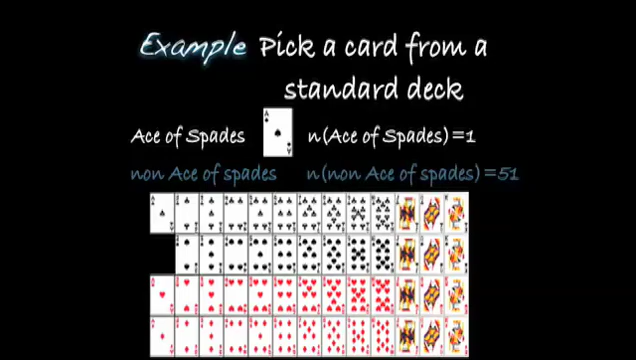 Example Pick a card from a
standard deck
Ace of Spades n(Ace of Spades)=1
non Ace of spades n(non Ace of spades)=51